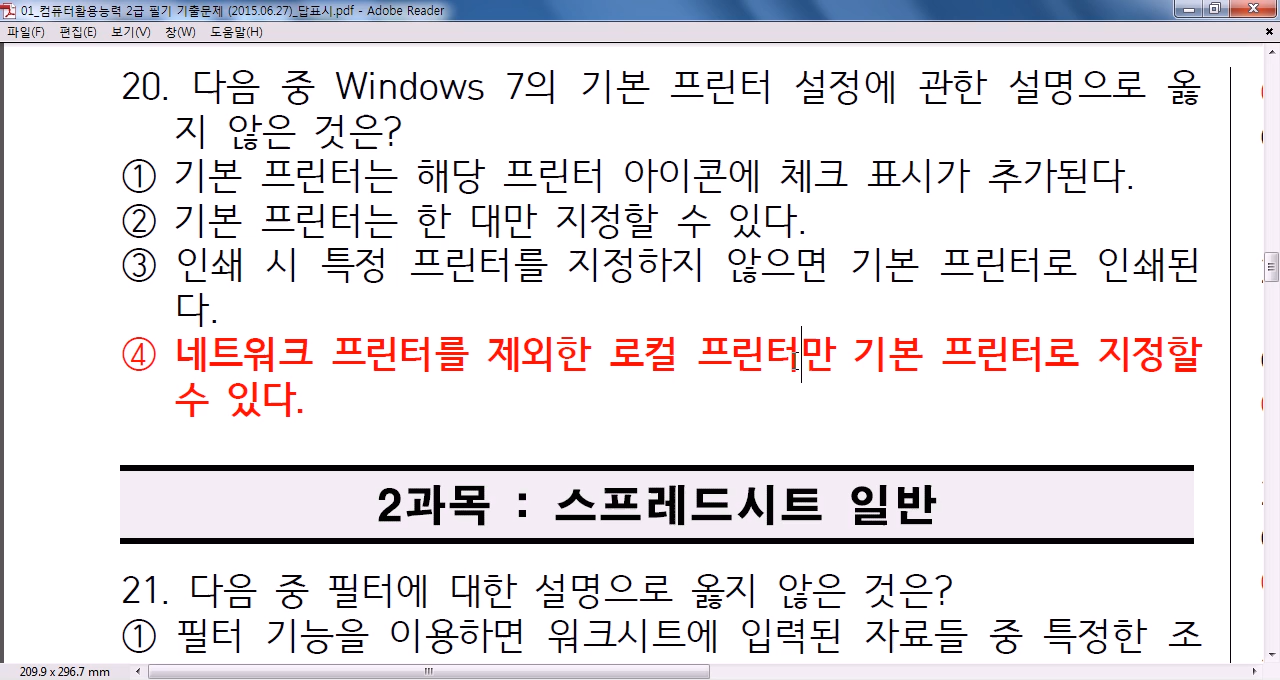 01_컴퓨터활용능력 2급 필기 기출문제 (2015.06.27)_답표시.pdf - Adobe Reader
파일(F) 편집(E) 보기(V) 창(W) 도움말(H)
20. 다음 중 Windows 7의 기본 프린터 설정에 관한 설명으로 옳
지 않은 것은?
① 기본 프린터는 해당 프린터 아이콘에 체크 표시가 추가된다.
② 기본 프린터는 한 대만 지정할 수 있다.
③ 인쇄 시 특정 프린터를 지정하지 않으면 기본 프린터로 인쇄된
다.
④ 네트워크 프린터를 제외한 로컬 프린터만 기본 프린터로 지정할
수 있다.
2과목 : 스프레드시트 일반
21. 다음 중 필터에 대한 설명으로 옳지 않은 것은?
① 필터 기능을 이용하면 워크시트에 입력된 자료들 중 특정한 조
209.9 x 296.7 mm